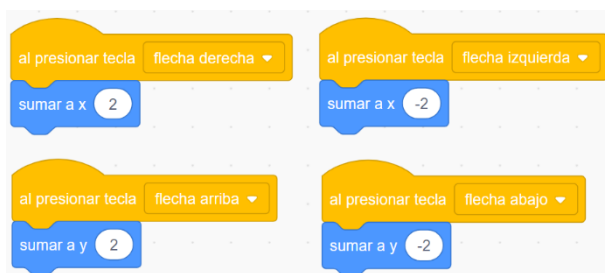 al presionar tecla flecha derecha
sumar a x 2
al presionar tecla flecha izquierda
sumar a x -2
al presionar tecla flecha arriba
sumar a y 2
al presionar tecla flecha abajo
sumar a y -2